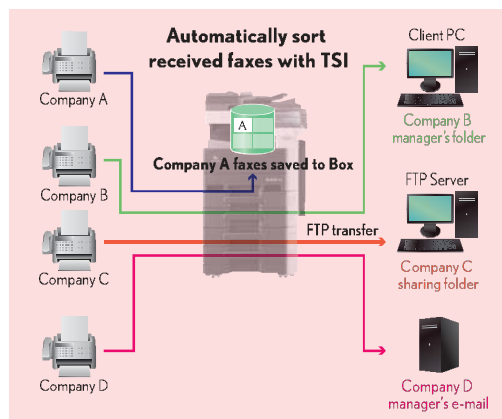 Automatically sort
received faxes with TSI
Company A
A
Company A faxes saved to Box
Company B
Company C
Company D
Client PC
Company B
manager's folder
FTP Server
FTP transfer
Company C
sharing folder
Company D
manager's e-mail